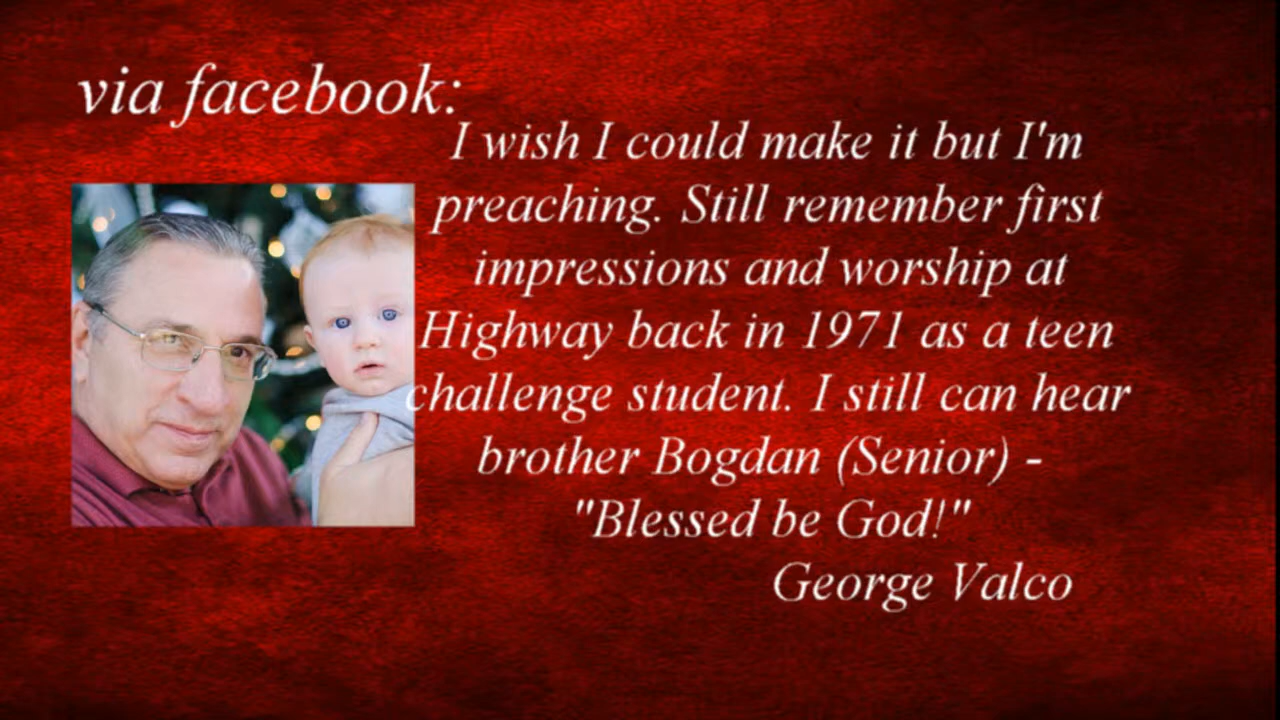 via facebook:
I wish I could make it but I'm
preaching. Still remember first
impressions and worship at
Highway back in 1971 as a teen
challenge student. I still can hear
brother Bogdan (Senior) -
"Blessed be God!"
George Valco